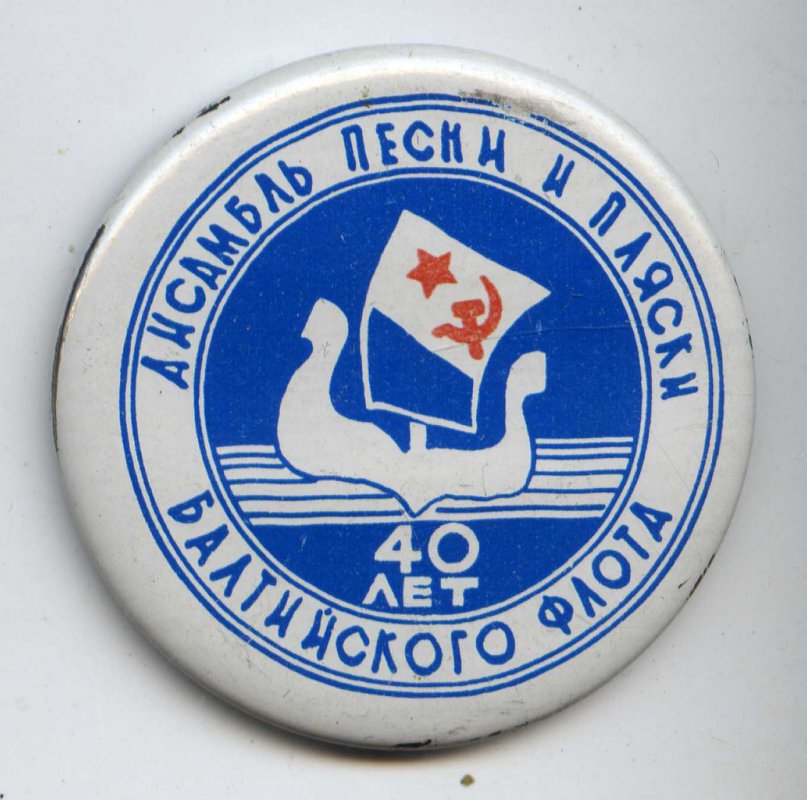 АНСАМБЛЬ ПЕСНИ И ПЛЯСКИ
БАЛТИЙСКОГО ФЛОТА
40
ЛЕТ